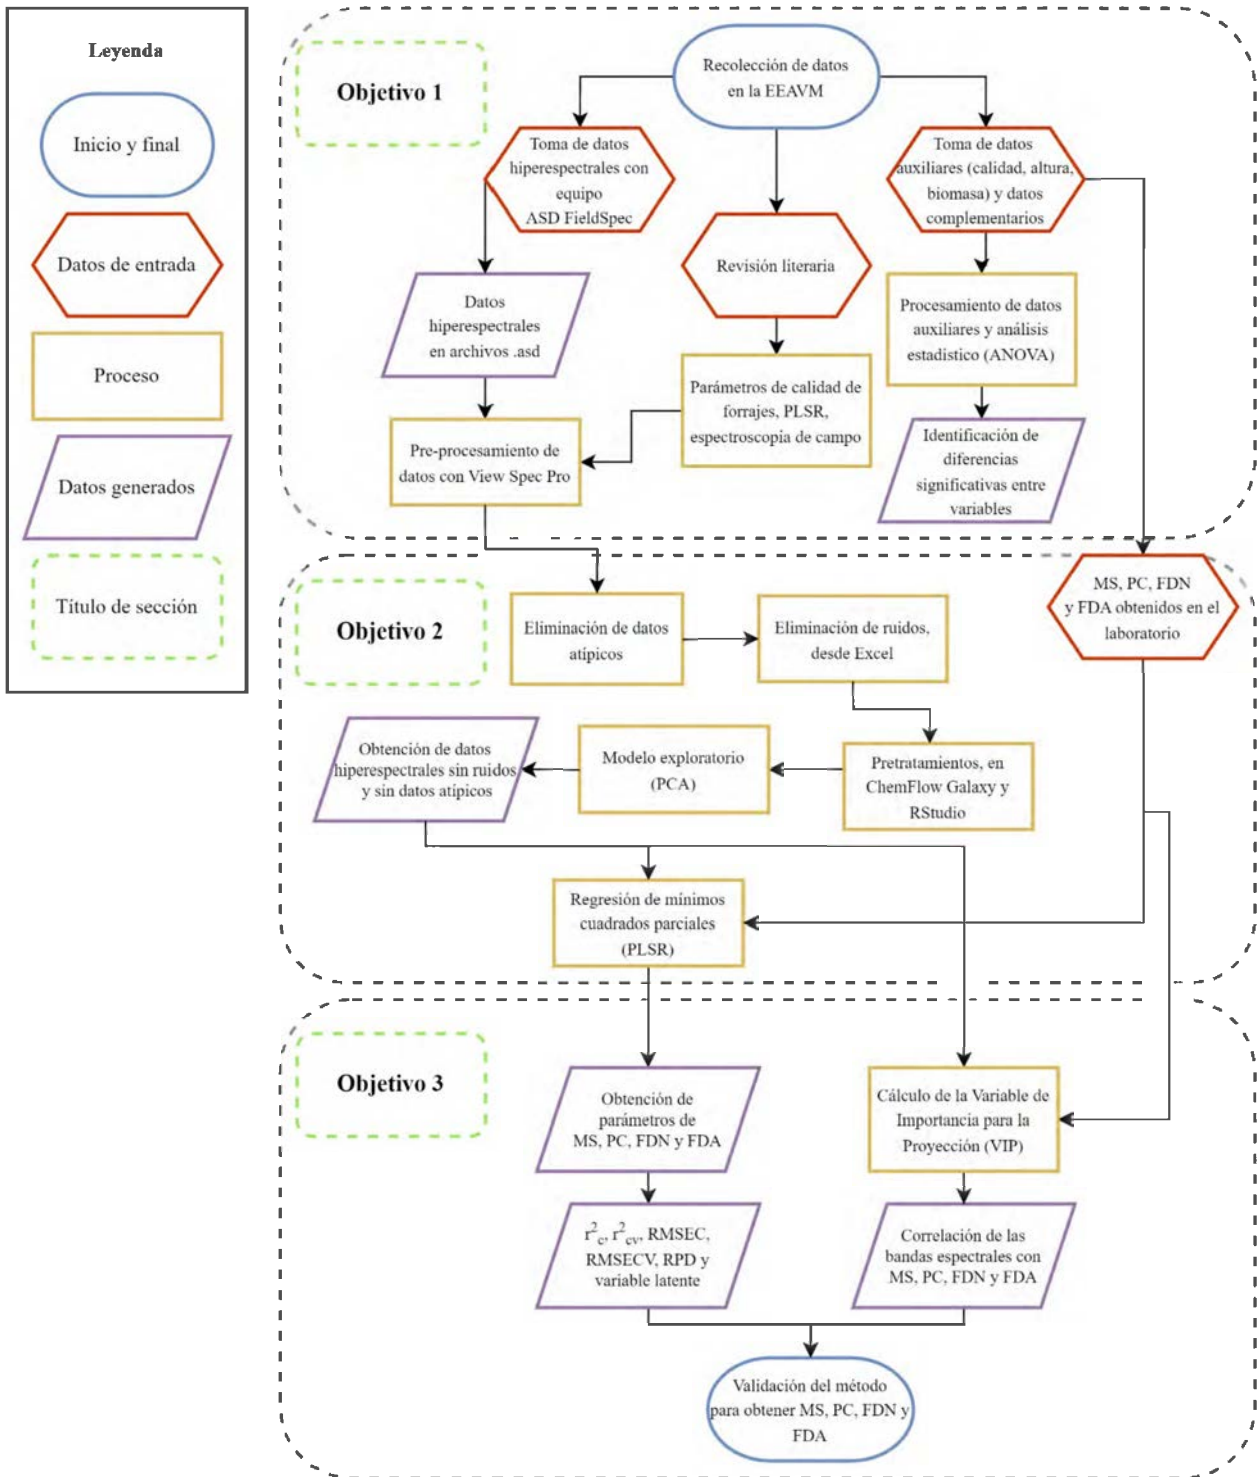 Leyenda
Inicio y final
Datos de entrada
Proceso
Datos generados
Título de sección
Objetivo 1
Recolección de datos
en la EEAVM
Toma de datos
hiperespectrales con
equipo
ASD FieldSpec
Revisión literaria
Toma de datos
auxiliares (calidad, altura,
biomasa) y datos
complementarios
Datos
hiperespectrales
en archivos .asd
Parámetros de calidad de
forrajes, PLSR,
espectroscopía de campo
Procesamiento de datos
auxiliares y análisis
estadístico (ANOVA)
Pre-procesamiento de
datos con View Spec Pro
Identificación de
diferencias
significativas entre
variables
Objetivo 2
Eliminación de datos
atípicos
Eliminación de ruidos,
desde Excel
MS, PC, FDN
y FDA obtenidos en el
laboratorio
Obtención de datos
hiperespectrales sin ruidos
y sin datos atípicos
Modelo exploratorio
(PCA)
Pretratamientos, en
ChemFlow Galaxy y
RStudio
Regresión de mínimos
cuadrados parciales
(PLSR)
Objetivo 3
Obtención de
parámetros de
MS, PC, FDN y FDA
Cálculo de la Variable de
Importancia para la
Proyección (VIP)
r²c, r²cv, RMSEC,
RMSECV, RPD y
variable latente
Correlación de las
bandas espectrales con
MS, PC, FDN y FDA
Validación del método
para obtener MS, PC, FDN y
FDA